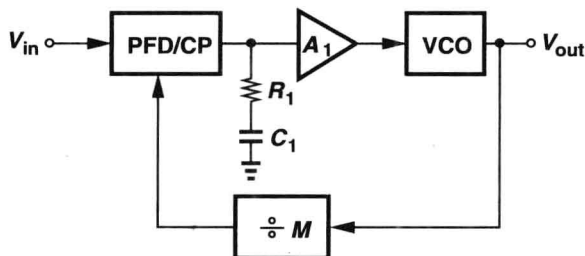 V_in
PFD/CP
A_1
VCO
V_out
R_1
C_1
÷ M